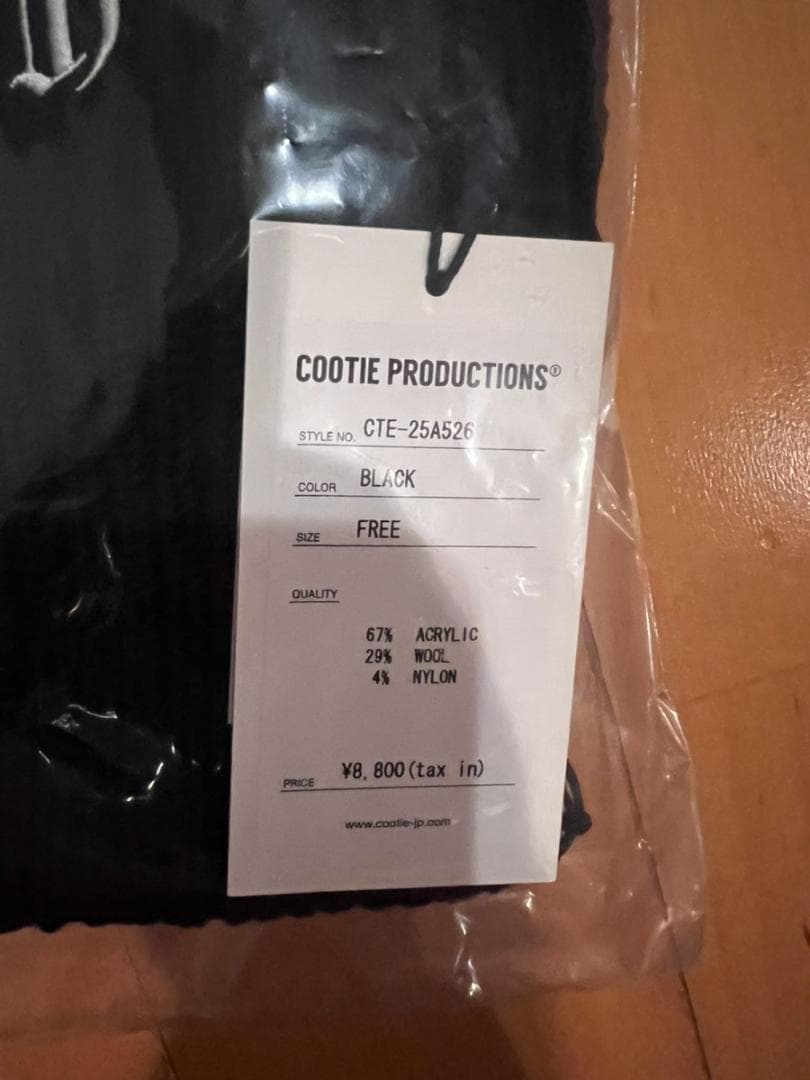 COOTIE PRODUCTIONS®
STYLE NO. CTE-25A526
COLOR BLACK
SIZE FREE
QUALITY
67% ACRYLIC
29% WOOL
4% NYLON
PRICE ¥8,800(tax in)
www.cootie-jp.com